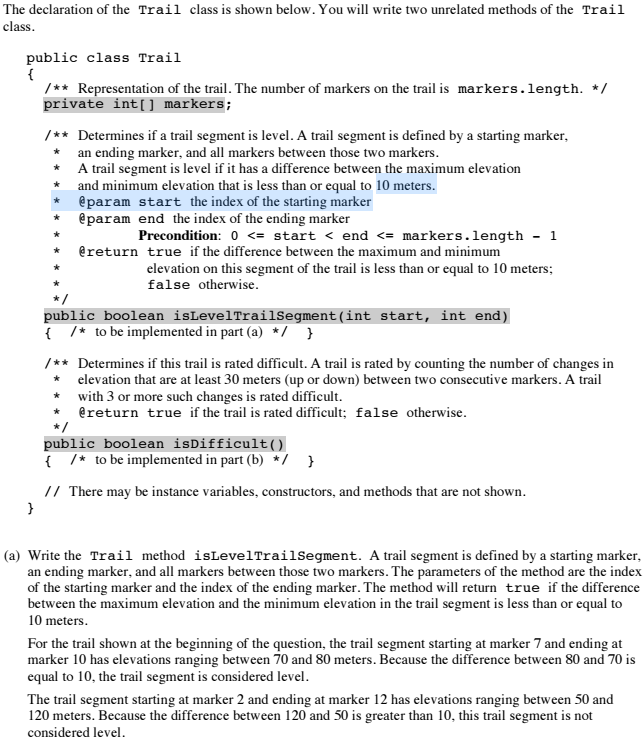 The declaration of the Trail class is shown below. You will write two unrelated methods of the Trail
class.
public class Trail
{
/** Representation of the trail. The number of markers on the trail is markers.length. */
private int[] markers;
/** Determines if a trail segment is level. A trail segment is defined by a starting marker,
* an ending marker, and all markers between those two markers.
* A trail segment is level if it has a difference between the maximum elevation
* and minimum elevation that is less than or equal to 10 meters.
* @param start the index of the starting marker
* @param end the index of the ending marker
* Precondition: 0 <= start < end <= markers.length - 1
* @return true if the difference between the maximum and minimum
* elevation on this segment of the trail is less than or equal to 10 meters;
* false otherwise.
*/
public boolean isLevelTrailSegment(int start, int end)
{ /* to be implemented in part (a) */ }
/** Determines if this trail is rated difficult. A trail is rated by counting the number of changes in
* elevation that are at least 30 meters (up or down) between two consecutive markers. A trail
* with 3 or more such changes is rated difficult.
* @return true if the trail is rated difficult; false otherwise.
*/
public boolean isDifficult()
{ /* to be implemented in part (b) */ }
// There may be instance variables, constructors, and methods that are not shown.
}
(a) Write the Trail method isLevelTrailSegment. A trail segment is defined by a starting marker,
an ending marker, and all markers between those two markers. The parameters of the method are the index
of the starting marker and the index of the ending marker. The method will return true if the difference
between the maximum elevation and the minimum elevation in the trail segment is less than or equal to
10 meters.
For the trail shown at the beginning of the question, the trail segment starting at marker 7 and ending at
marker 10 has elevations ranging between 70 and 80 meters. Because the difference between 80 and 70 is
equal to 10, the trail segment is considered level.
The trail segment starting at marker 2 and ending at marker 12 has elevations ranging between 50 and
120 meters. Because the difference between 120 and 50 is greater than 10, this trail segment is not
considered level.